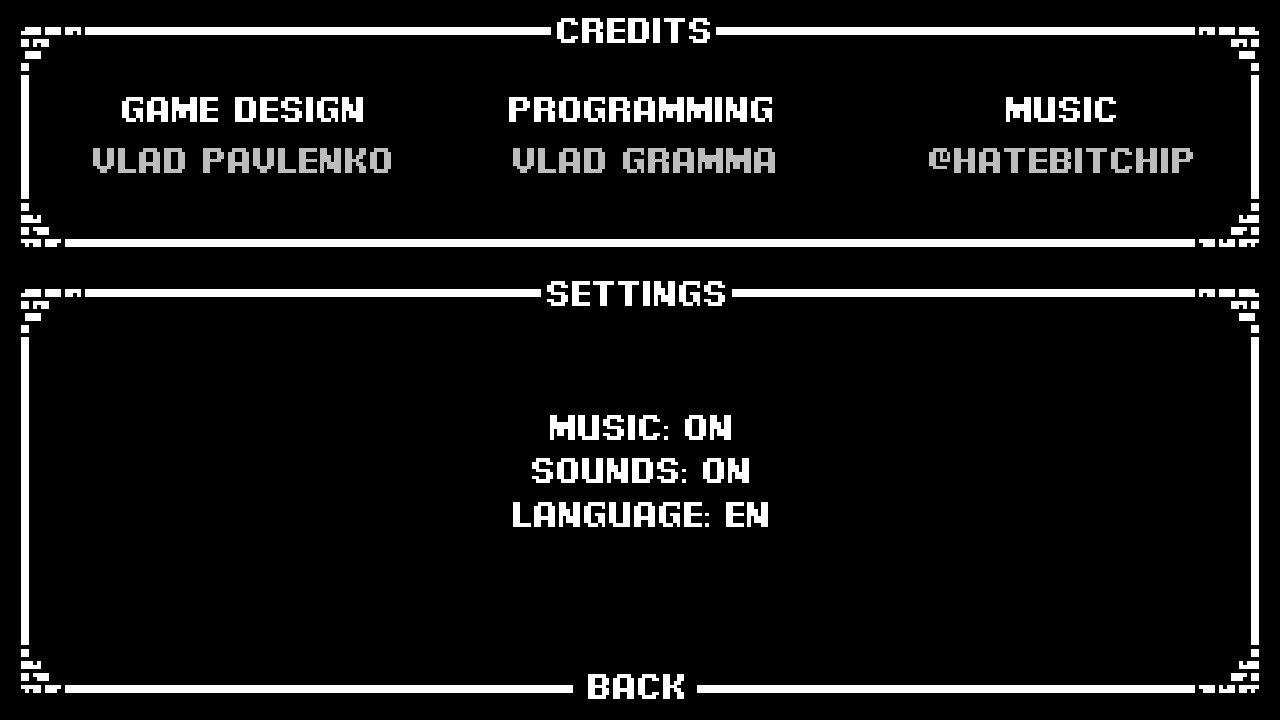 CREDITS
GAME DESIGN PROGRAMMING MUSIC
VLAD PAVLENKO VLAD GRAMMA @HATEBITCHIP
SETTINGS
MUSIC: ON
SOUNDS: ON
LANGUAGE: EN
BACK